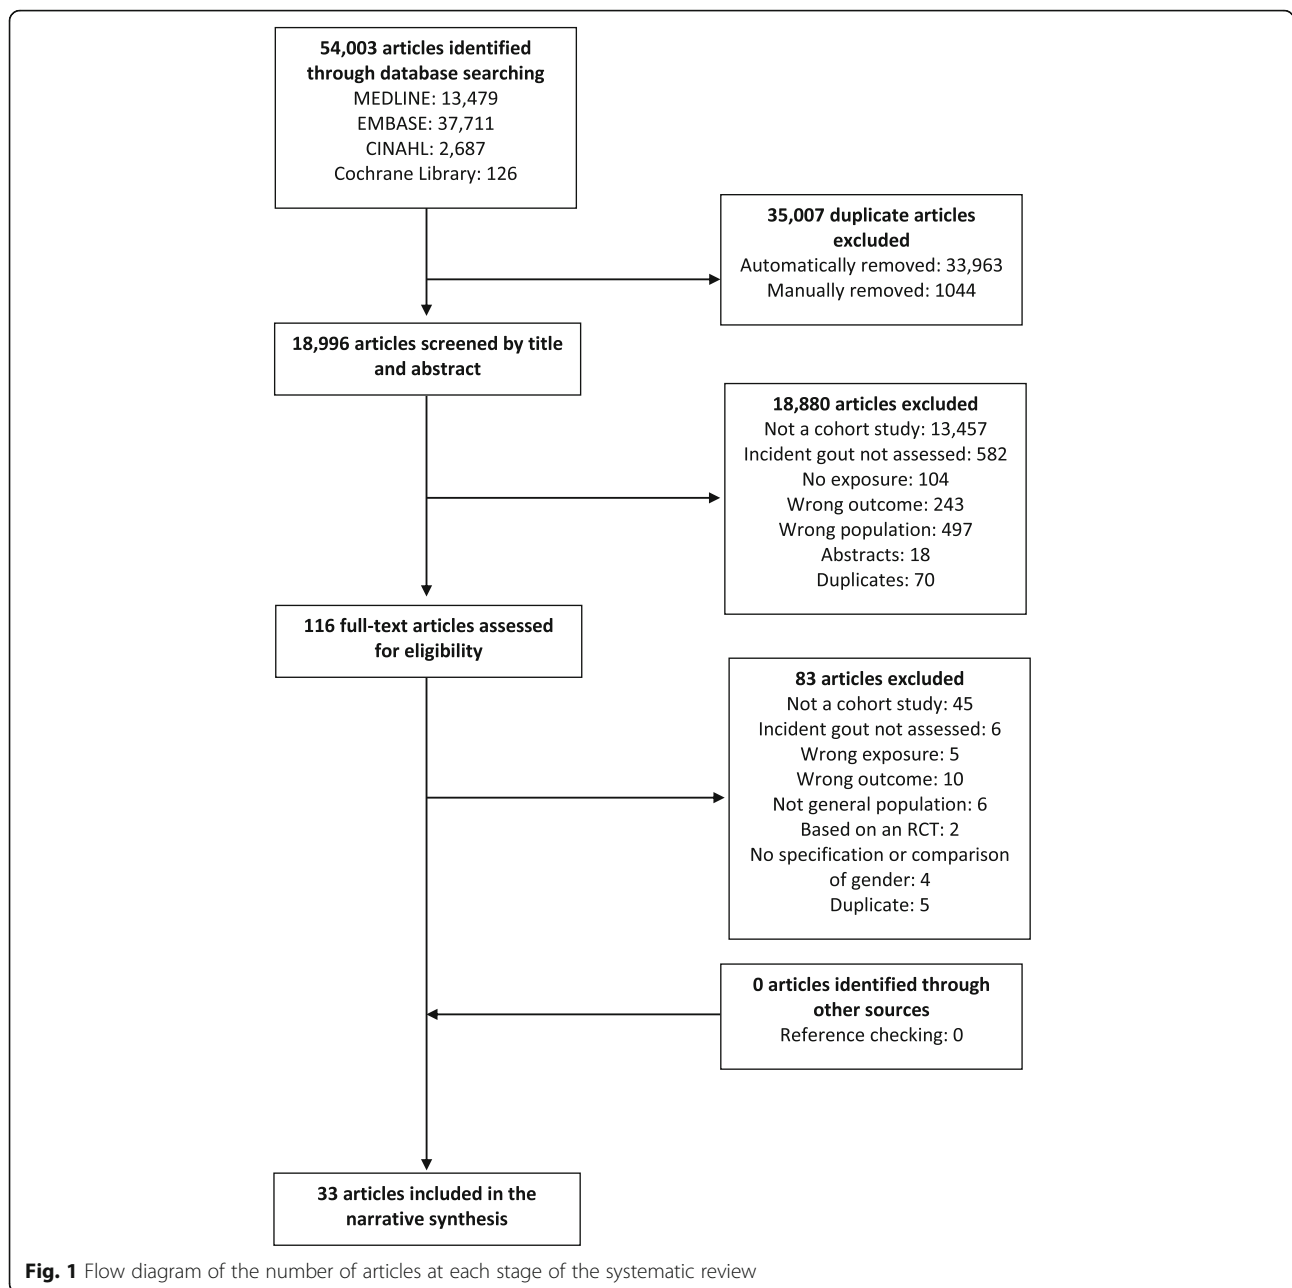 54,003 articles identified
through database searching
MEDLINE: 13,479
EMBASE: 37,711
CINAHL: 2,687
Cochrane Library: 126
35,007 duplicate articles
excluded
Automatically removed: 33,963
Manually removed: 1044
18,996 articles screened by title
and abstract
18,880 articles excluded
Not a cohort study: 13,457
Incident gout not assessed: 582
No exposure: 104
Wrong outcome: 243
Wrong population: 497
Abstracts: 18
Duplicates: 70
116 full-text articles assessed
for eligibility
83 articles excluded
Not a cohort study: 45
Incident gout not assessed: 6
Wrong exposure: 5
Wrong outcome: 10
Not general population: 6
Based on an RCT: 2
No specification or comparison
of gender: 4
Duplicate: 5
0 articles identified through
other sources
Reference checking: 0
33 articles included in the
narrative synthesis
Fig. 1 Flow diagram of the number of articles at each stage of the systematic review